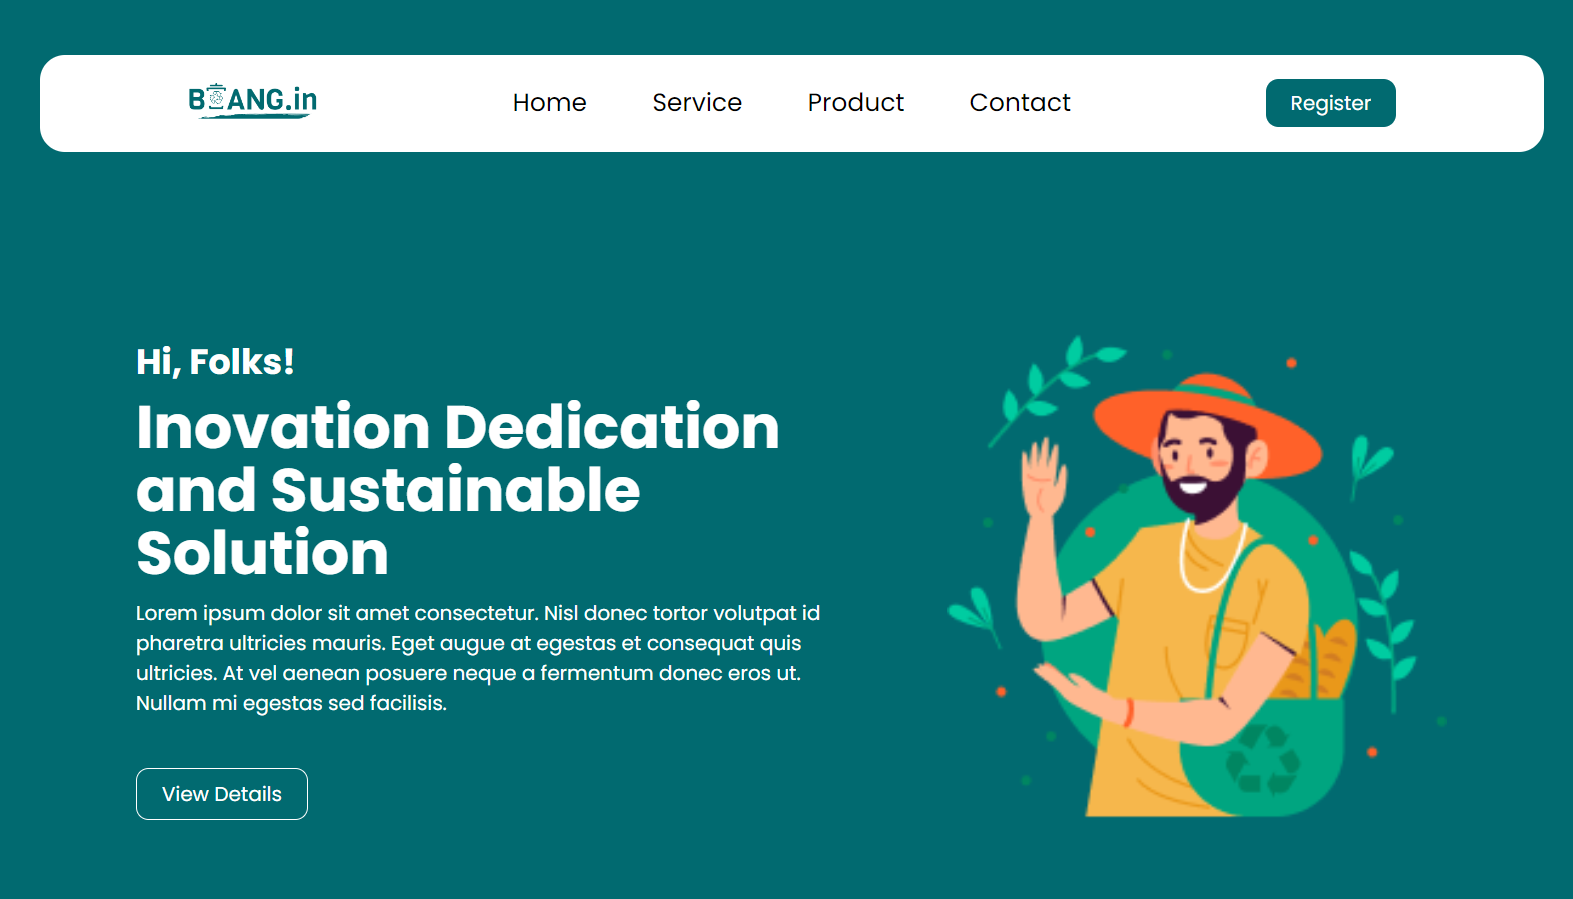 BUANG.in
Home
Service
Product
Contact
Register
Hi, Folks!
Inovation Dedication
and Sustainable
Solution
Lorem ipsum dolor sit amet consectetur. Nisl donec tortor volutpat id
pharetra ultricies mauris. Eget augue at egestas et consequat quis
ultricies. At vel aenean posuere neque a fermentum donec eros ut.
Nullam mi egestas sed facilisis.
View Details